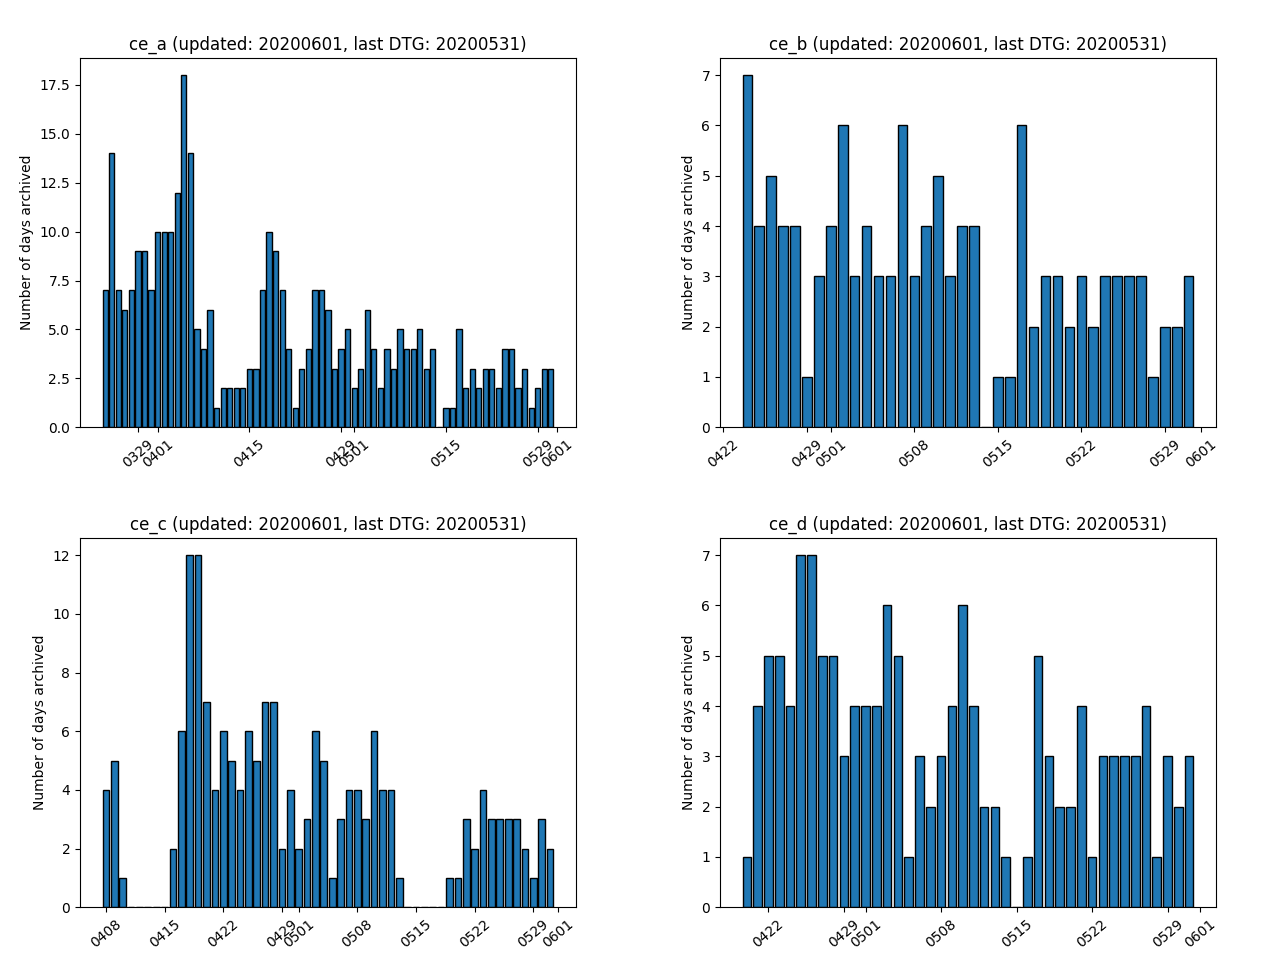 ce_a (updated: 20200601, last DTG: 20200531)
Number of days archived
17.5
15.0
12.5
10.0
7.5
5.0
2.5
0.0
0329 0401 0415 0429 0501 0515 0529 0601
ce_b (updated: 20200601, last DTG: 20200531)
Number of days archived
7
6
5
4
3
2
1
0
0422 0429 0501 0508 0515 0522 0529 0601
ce_c (updated: 20200601, last DTG: 20200531)
Number of days archived
12
10
8
6
4
2
0
0408 0415 0422 0429 0501 0508 0515 0522 0529 0601
ce_d (updated: 20200601, last DTG: 20200531)
Number of days archived
7
6
5
4
3
2
1
0
0422 0429 0501 0508 0515 0522 0529 0601